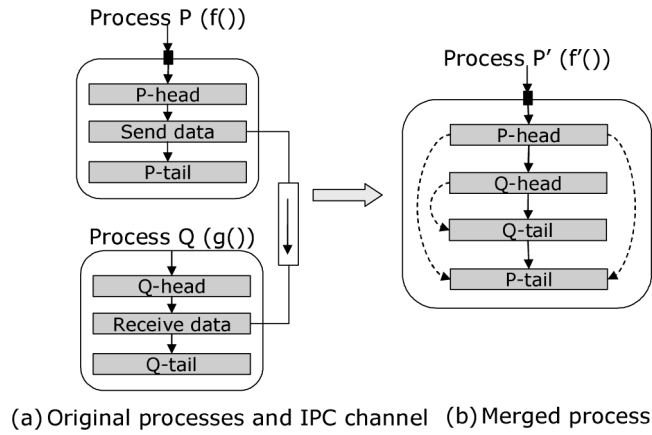 Process P (f())
P-head
Send data
P-tail
Process Q (g())
Q-head
Receive data
Q-tail
(a) Original processes and IPC channel
Process P' (f'())
P-head
Q-head
Q-tail
P-tail
(b) Merged process